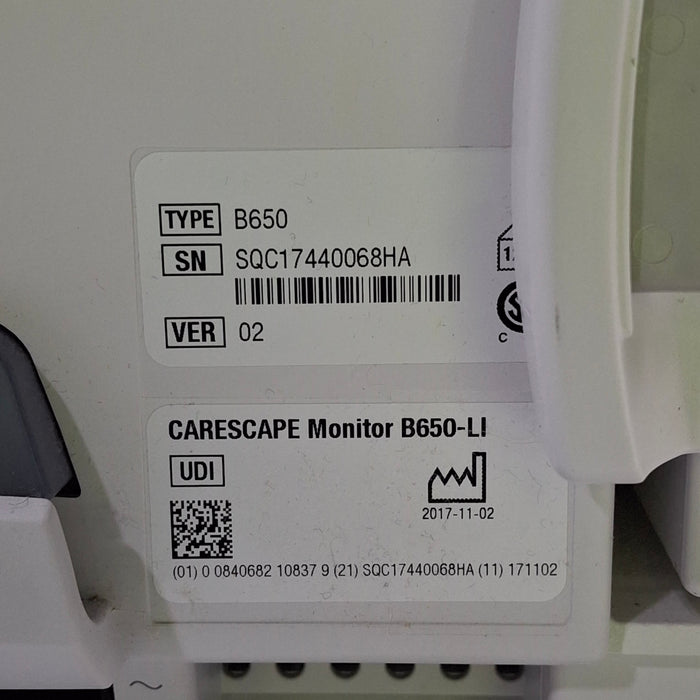 TYPE B650
SN SQC17440068HA
VER 02
C
CARESCAPE Monitor B650-LI
UDI
2017-11-02
(01) 0 0840682 10837 9 (21) SQC17440068HA (11) 171102